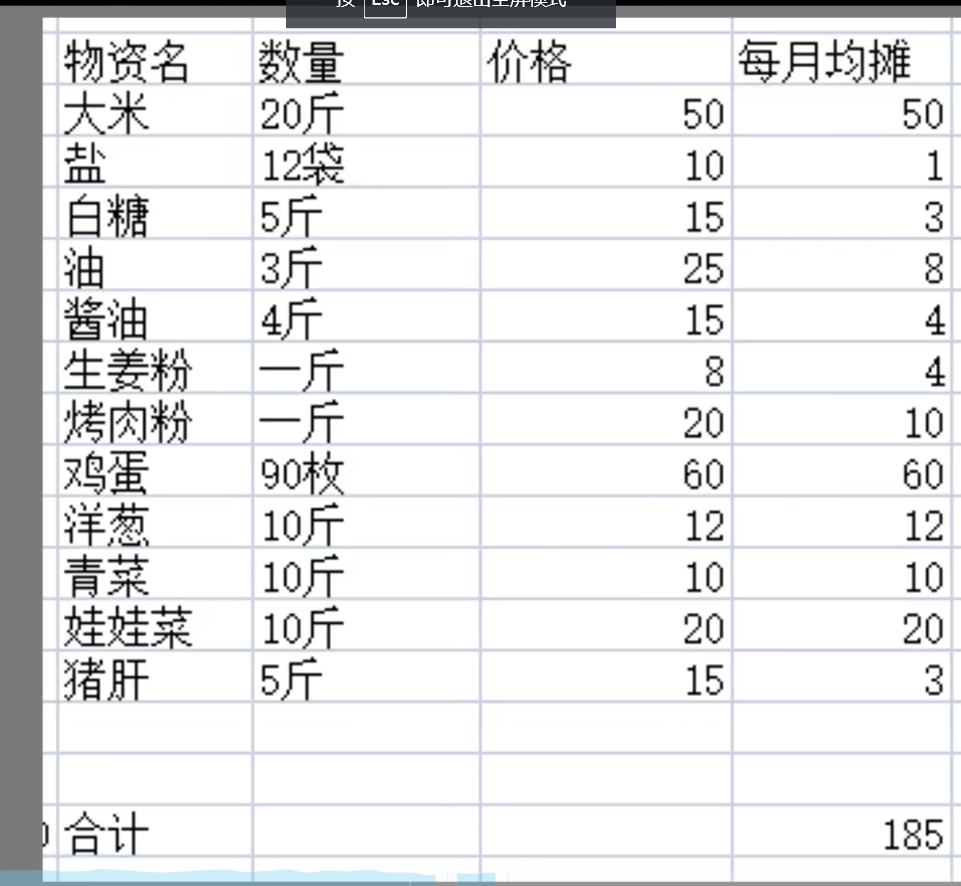 按 Esc 即可退出全屏模式
物资名 数量 价格 每月均摊
大米 20斤 50 50
盐 12袋 10 1
白糖 5斤 15 3
油 3斤 25 8
酱油 4斤 15 4
生姜粉 一斤 8 4
烤肉粉 一斤 20 10
鸡蛋 90枚 60 60
洋葱 10斤 12 12
青菜 10斤 10 10
娃娃菜 10斤 20 20
猪肝 5斤 15 3
合计 185